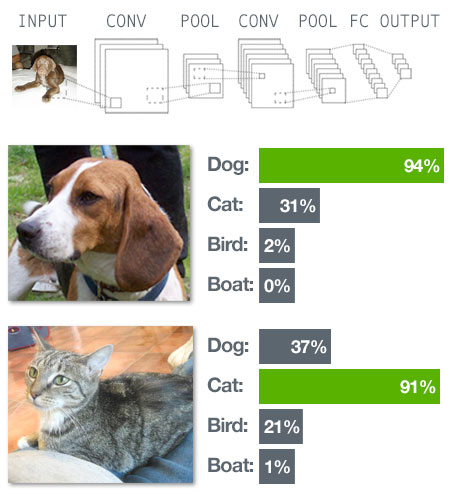 INPUT CONV POOL CONV POOL FC OUTPUT
Dog: 94%
Cat: 31%
Bird: 2%
Boat: 0%
Dog: 37%
Cat: 91%
Bird: 21%
Boat: 1%